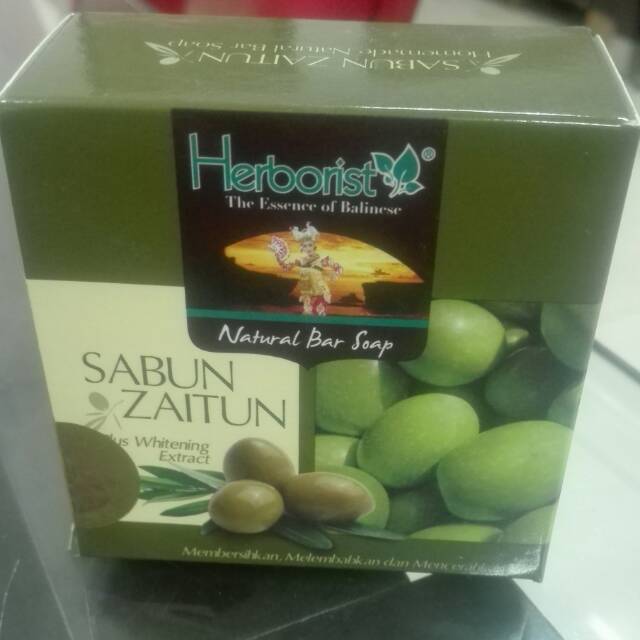 SABUN ZAITUN
Homemade Natural Bar Soap
Herborist®
The Essence of Balinese
Natural Bar Soap
SABUN
ZAITUN
Whitening
Extract
Membersihkan, Melembabkan dan